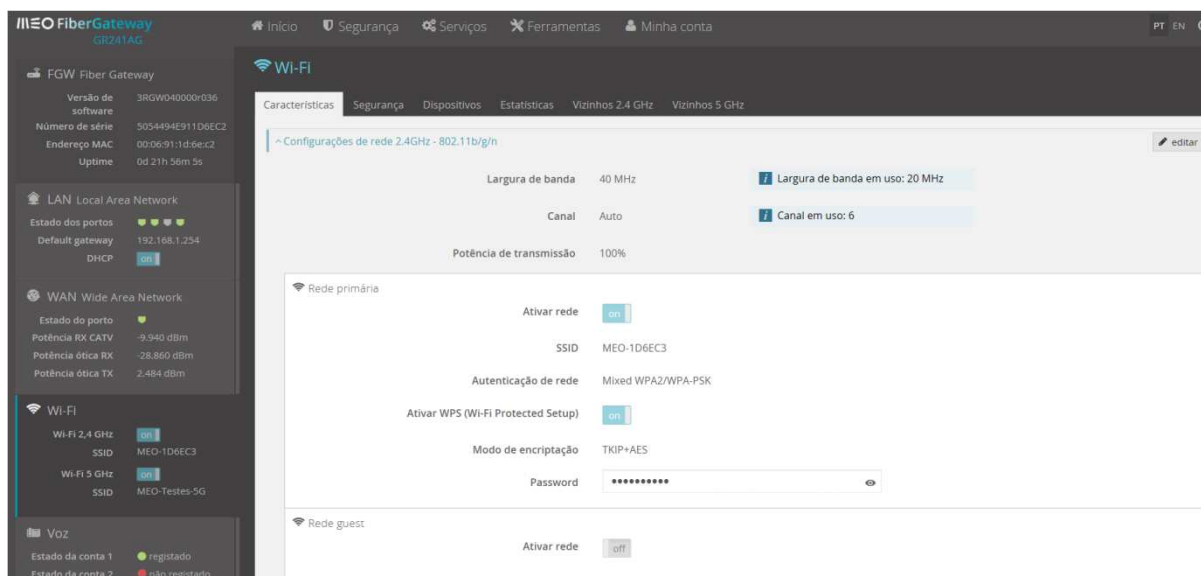 MEO FiberGateway
GR241AG
Início Segurança Serviços Ferramentas Minha conta
PT EN
FGW Fiber Gateway
Versão de software 3RGW040000r036
Número de série 5054494E911D6EC2
Endereço MAC 00:06:91:1d:6e:c2
Uptime 0d 21h 56m 5s
LAN Local Area Network
Estado dos portos
Default gateway 192.168.1.254
DHCP on
WAN Wide Area Network
Estado do porto
Potência RX CATV -9.940 dBm
Potência ótica RX -28.860 dBm
Potência ótica TX 2.484 dBm
Wi-Fi
Wi-Fi 2,4 GHz on
SSID MEO-1D6EC3
Wi-Fi 5 GHz on
SSID MEO-Testes-5G
Voz
Estado da conta 1 registado
Estado da conta 2 não registado
Wi-Fi
Características Segurança Dispositivos Estatísticas Vizinhos 2.4 GHz Vizinhos 5 GHz
Configurações de rede 2.4GHz - 802.11b/g/n editar
Largura de banda 40 MHz Largura de banda em uso: 20 MHz
Canal Auto Canal em uso: 6
Potência de transmissão 100%
Rede primária
Ativar rede on
SSID MEO-1D6EC3
Autenticação de rede Mixed WPA2/WPA-PSK
Ativar WPS (Wi-Fi Protected Setup) on
Modo de encriptação TKIP+AES
Password ••••••••••
Rede guest
Ativar rede off